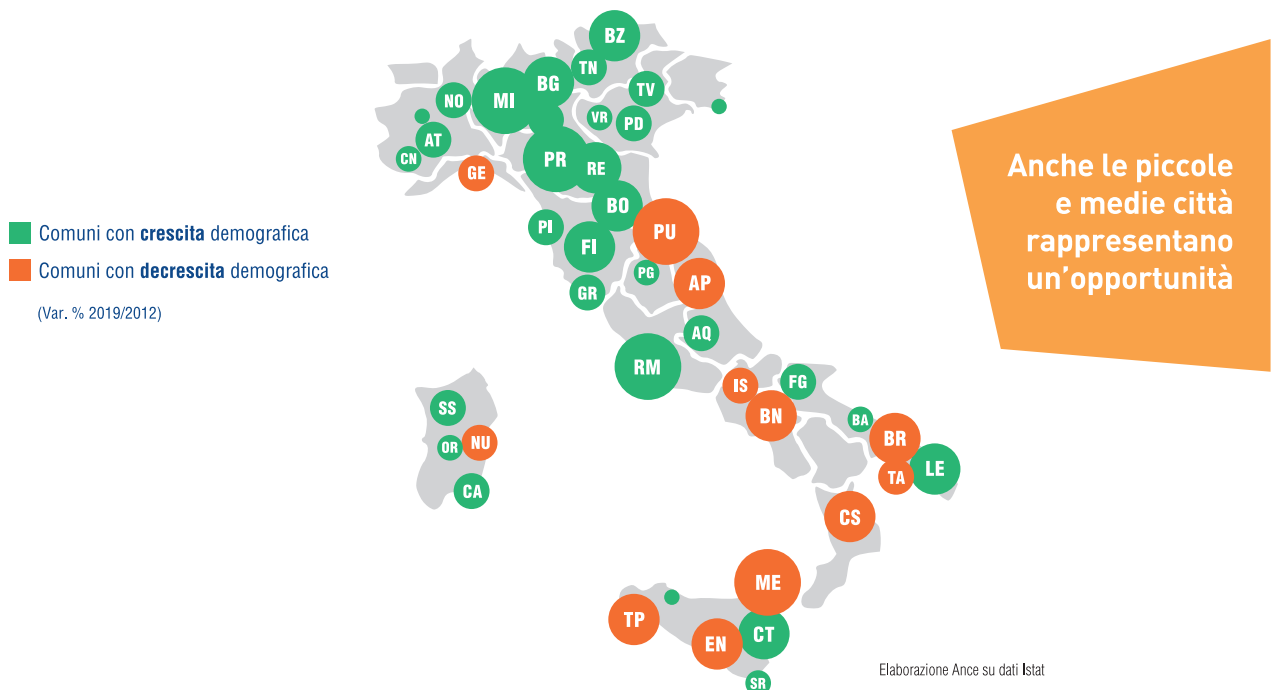 BZ
TN
BG
TV
NO
MI
VR
PD
AT
CN
PR
RE
GE
BO
PI
FI
PU
PG
AP
GR
AQ
RM
IS
FG
BN
BA
BR
LE
TA
SS
OR
NU
CA
CS
ME
TP
EN
CT
SR
Comuni con crescita demografica
Comuni con decrescita demografica
(Var. % 2019/2012)
Anche le piccole
e medie città
rappresentano
un'opportunità
Elaborazione Ance su dati Istat